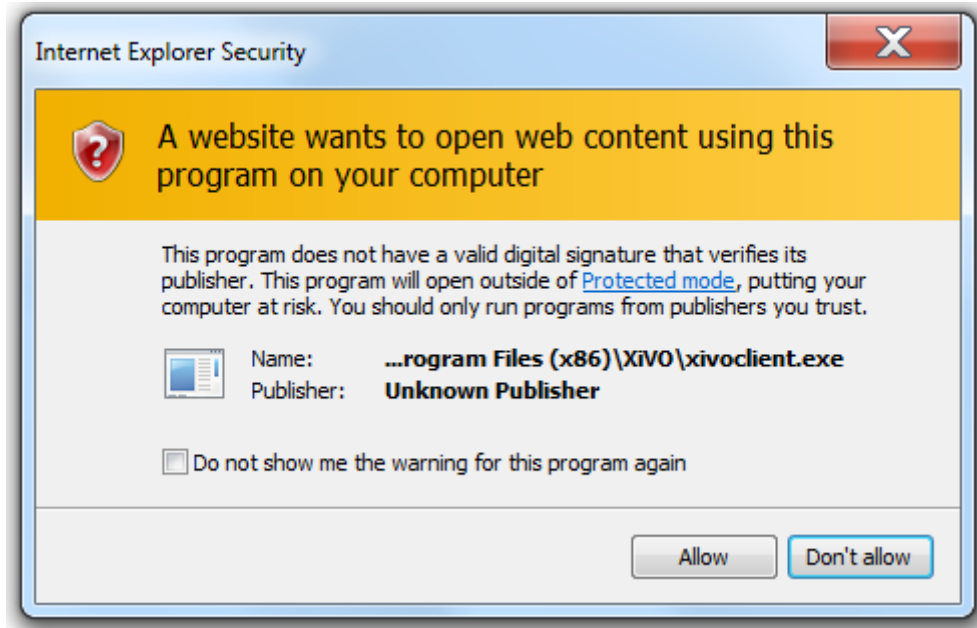 Internet Explorer Security
A website wants to open web content using this
program on your computer
This program does not have a valid digital signature that verifies its
publisher. This program will open outside of Protected mode, putting your
computer at risk. You should only run programs from publishers you trust.
Name: ...rogram Files (x86)\XiVO\xivoclient.exe
Publisher: Unknown Publisher
Do not show me the warning for this program again
Allow Don't allow